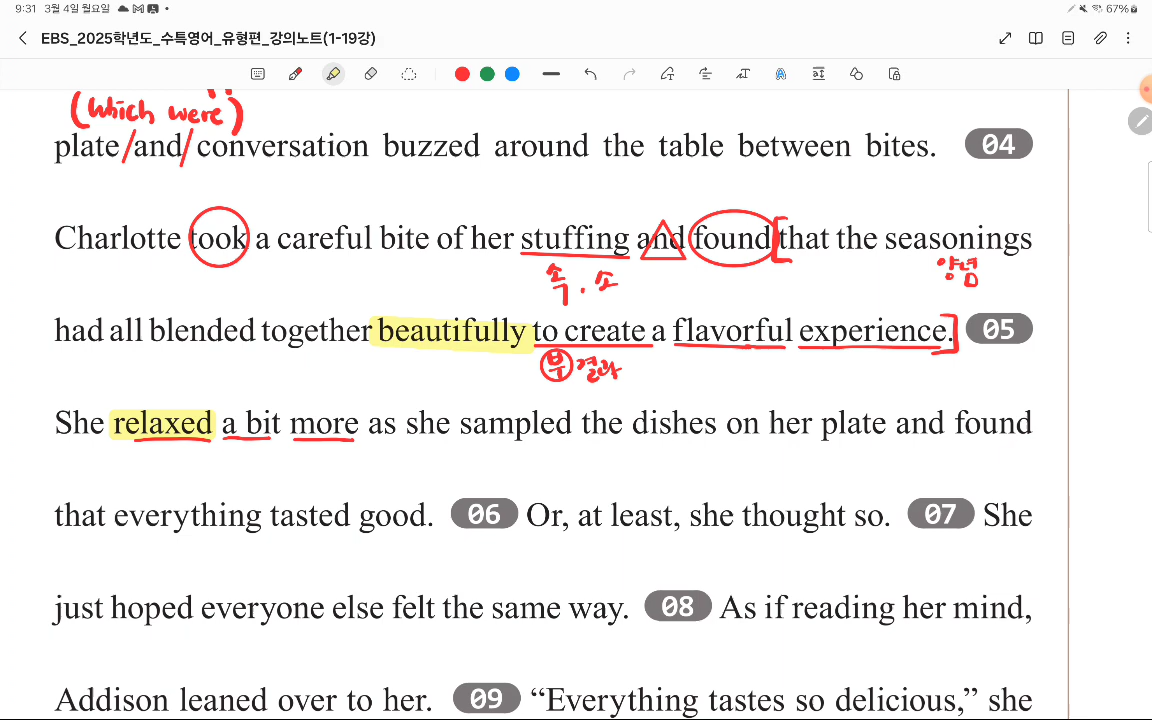 9:31 3월 4일 월요일
67%
EBS_2025학년도_수특영어_유형편_강의노트(1-19강)
(which were)
plate/and/conversation buzzed around the table between bites. 04
Charlotte took a careful bite of her stuffing and found [that the seasonings
속. 소
양념
had all blended together beautifully to create a flavorful experience.] 05
부 결과
She relaxed a bit more as she sampled the dishes on her plate and found
that everything tasted good. 06 Or, at least, she thought so. 07 She
just hoped everyone else felt the same way. 08 As if reading her mind,
Addison leaned over to her. 09 “Everything tastes so delicious,” she